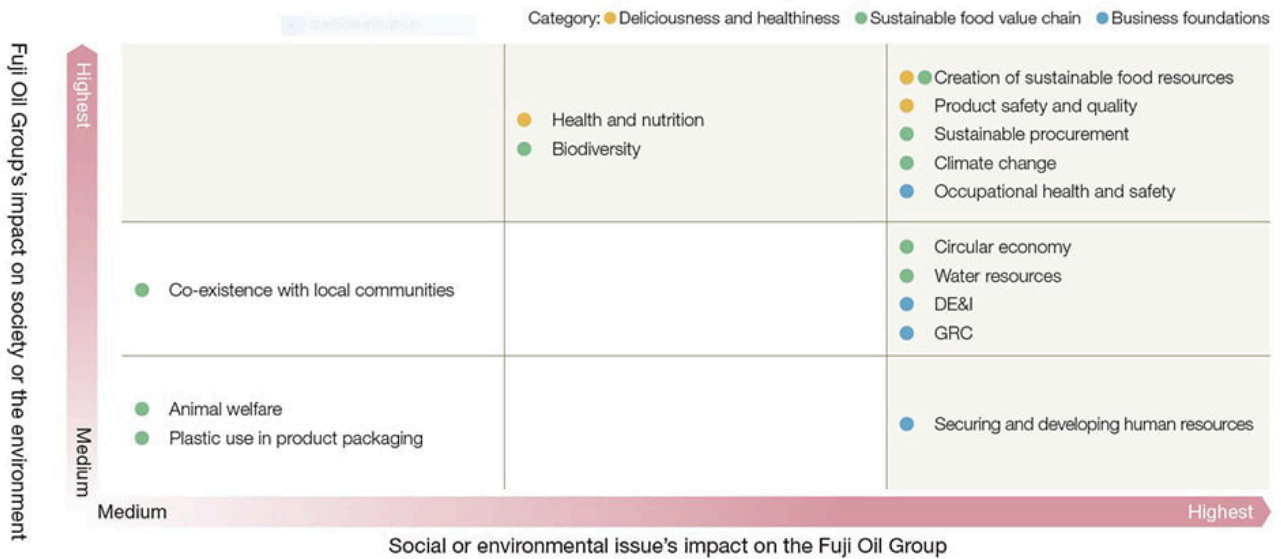 Category: Deliciousness and healthiness Sustainable food value chain Business foundations
Fuji Oil Group's impact on society or the environment
Highest
Medium
Health and nutrition
Biodiversity
Creation of sustainable food resources
Product safety and quality
Sustainable procurement
Climate change
Occupational health and safety
Co-existence with local communities
Circular economy
Water resources
DE&I
GRC
Animal welfare
Plastic use in product packaging
Securing and developing human resources
Medium
Highest
Social or environmental issue's impact on the Fuji Oil Group